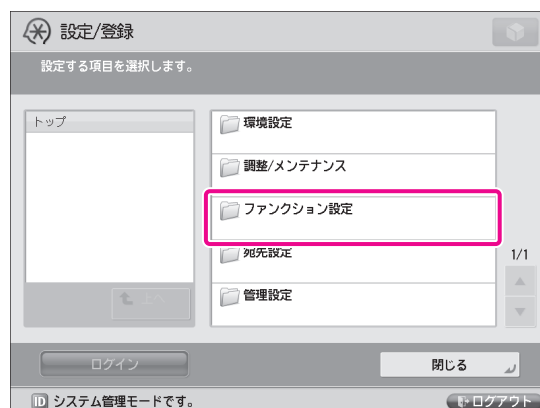 設定/登録
設定する項目を選択します。
トップ
環境設定
調整/メンテナンス
ファンクション設定
宛先設定
1/1
管理設定
上へ
ログイン
閉じる
ID システム管理モードです。
ログアウト